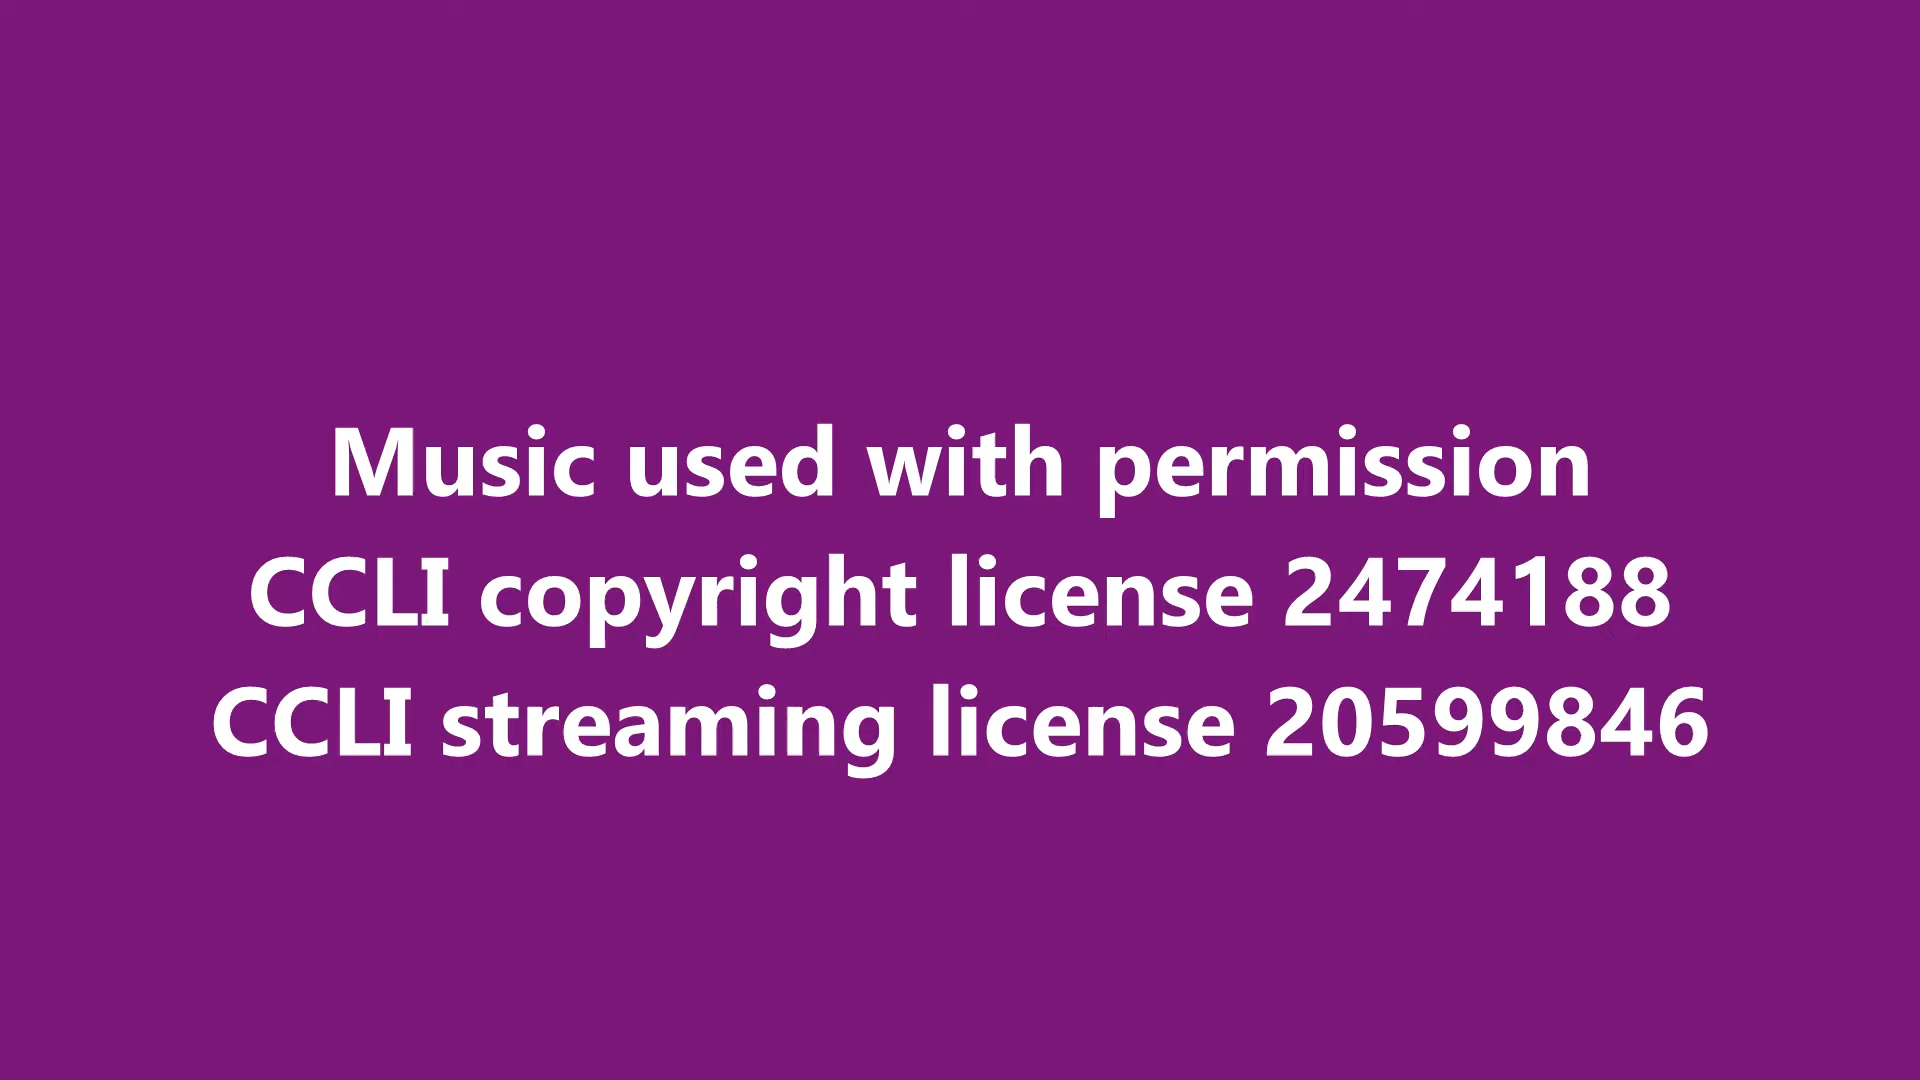 Music used with permission
CCLI copyright license 2474188
CCLI streaming license 20599846